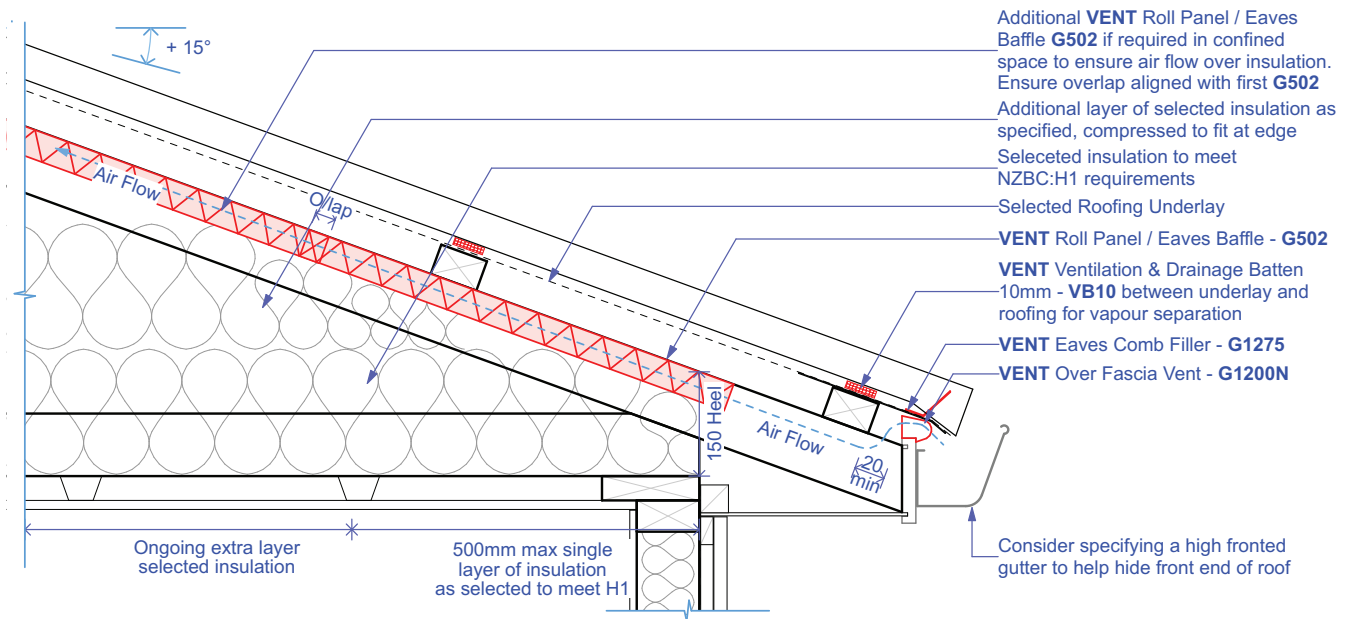 + 15°
Additional VENT Roll Panel / Eaves
Baffle G502 if required in confined
space to ensure air flow over insulation.
Ensure overlap aligned with first G502
Additional layer of selected insulation as
specified, compressed to fit at edge
Seleceted insulation to meet
NZBC:H1 requirements
Selected Roofing Underlay
VENT Roll Panel / Eaves Baffle - G502
VENT Ventilation & Drainage Batten
10mm - VB10 between underlay and
roofing for vapour separation
VENT Eaves Comb Filler - G1275
VENT Over Fascia Vent - G1200N
Air Flow
O/lap
150 Heel
Air Flow
20
min
Ongoing extra layer
selected insulation
500mm max single
layer of insulation
as selected to meet H1
Consider specifying a high fronted
gutter to help hide front end of roof